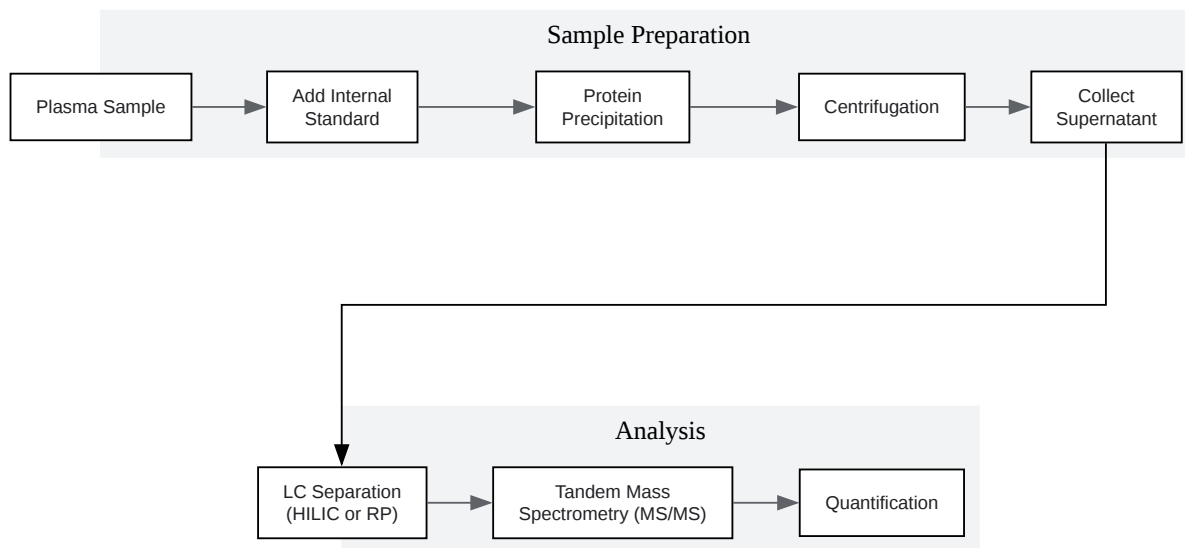 Sample Preparation
Plasma Sample
Add Internal
Standard
Protein
Precipitation
Centrifugation
Collect
Supernatant
Analysis
LC Separation
(HILIC or RP)
Tandem Mass
Spectrometry (MS/MS)
Quantification